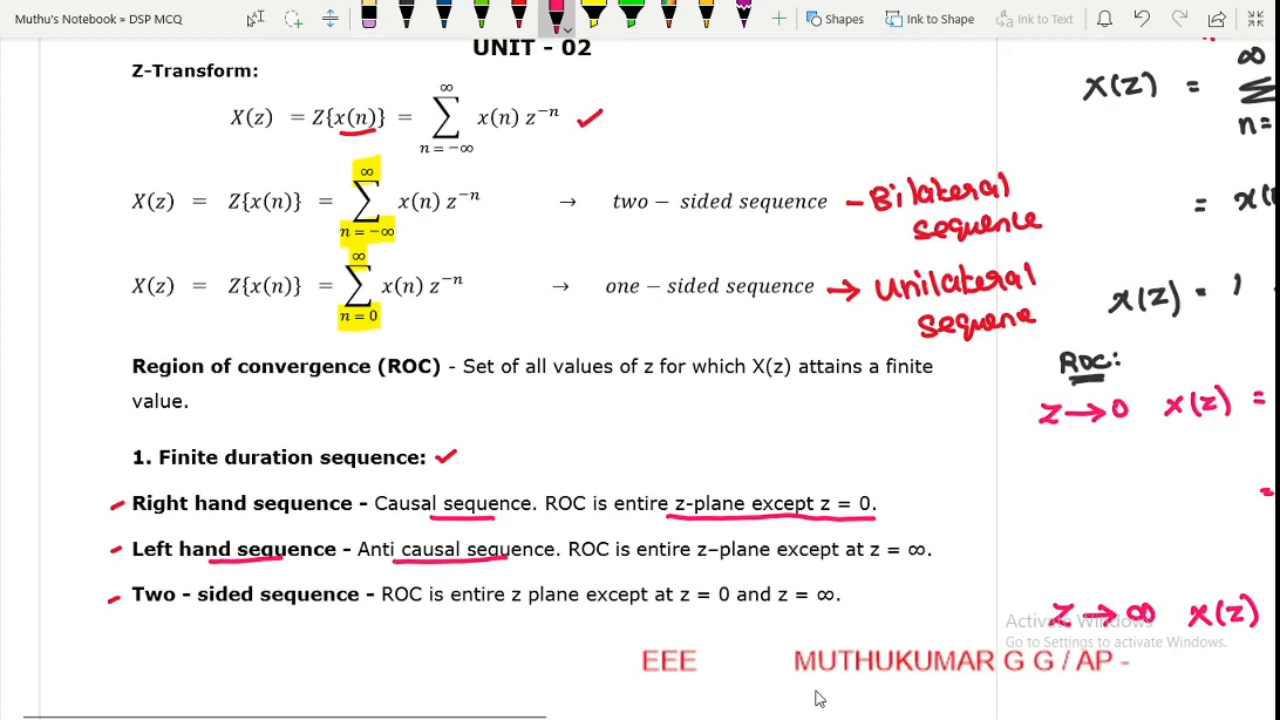 Muthu's Notebook » DSP MCQ
Shapes
Ink to Shape
Ink to Text
UNIT - 02
Z-Transform:
X(z) = Z{x(n)} = ∑ n = −∞ ∞ x(n) z⁻ⁿ
X(z) = Z{x(n)} = ∑ n = −∞ ∞ x(n) z⁻ⁿ → two − sided sequence - Bilateral sequence
X(z) = Z{x(n)} = ∑ n = 0 ∞ x(n) z⁻ⁿ → one − sided sequence → Unilateral sequene
Region of convergence (ROC) - Set of all values of z for which X(z) attains a finite
value.
1. Finite duration sequence:
Right hand sequence - Causal sequence. ROC is entire z-plane except z = 0.
Left hand sequence - Anti causal sequence. ROC is entire z–plane except at z = ∞.
Two - sided sequence - ROC is entire z plane except at z = 0 and z = ∞.
X(z) = ∑ ∞ n=
= x(
x(z) = 1
ROC:
z → 0 x(z) =
=
z → ∞ x(z)
Activate Windows
Go to Settings to activate Windows.
EEE MUTHUKUMAR G G / AP -